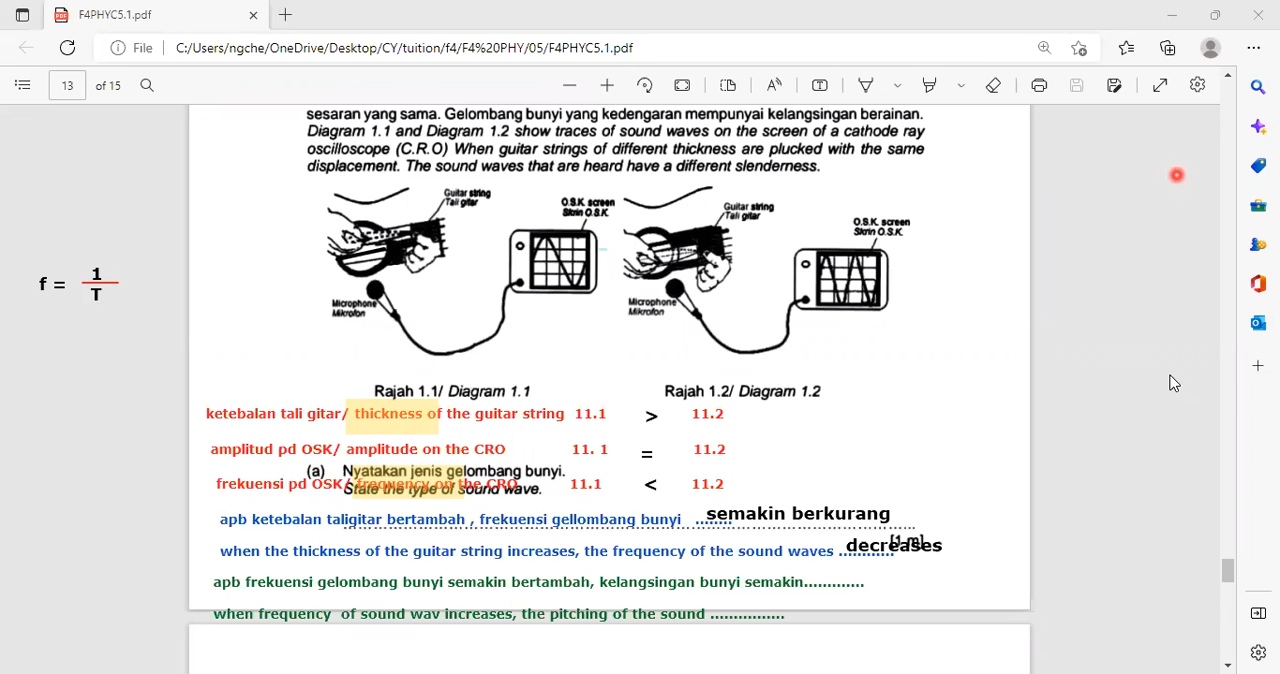 F4PHYC5.1.pdf
File
C:/Users/ngche/OneDrive/Desktop/CY/tuition/f4/F4%20PHY/05/F4PHYC5.1.pdf
13 of 15
sesaran yang sama. Gelombang bunyi yang kedengaran mempunyai kelangsingan berainan.
Diagram 1.1 and Diagram 1.2 show traces of sound waves on the screen of a cathode ray
oscilloscope (C.R.O) When guitar strings of different thickness are plucked with the same
displacement. The sound waves that are heard have a different slenderness.
Guitar string
Tali gitar
O.S.K. screen
Skrin O.S.K.
Microphone
Mikrofon
Guitar string
Tali gitar
O.S.K. screen
Skrin O.S.K.
Microphone
Mikrofon
f = 1
T
Rajah 1.1/ Diagram 1.1
Rajah 1.2/ Diagram 1.2
ketebalan tali gitar/ thickness of the guitar string 11.1 > 11.2
amplitud pd OSK/ amplitude on the CRO 11. 1 = 11.2
(a) Nyatakan jenis gelombang bunyi.
frekuensi pd OSK/ frequency on the CRO 11.1 < 11.2
State the type of sound wave.
apb ketebalan taligitar bertambah , frekuensi gellombang bunyi ........ semakin berkurang
[1 m]
when the thickness of the guitar string increases, the frequency of the sound waves ............ decreases
apb frekuensi gelombang bunyi semakin bertambah, kelangsingan bunyi semakin.............
when frequency of sound wav increases, the pitching of the sound ................